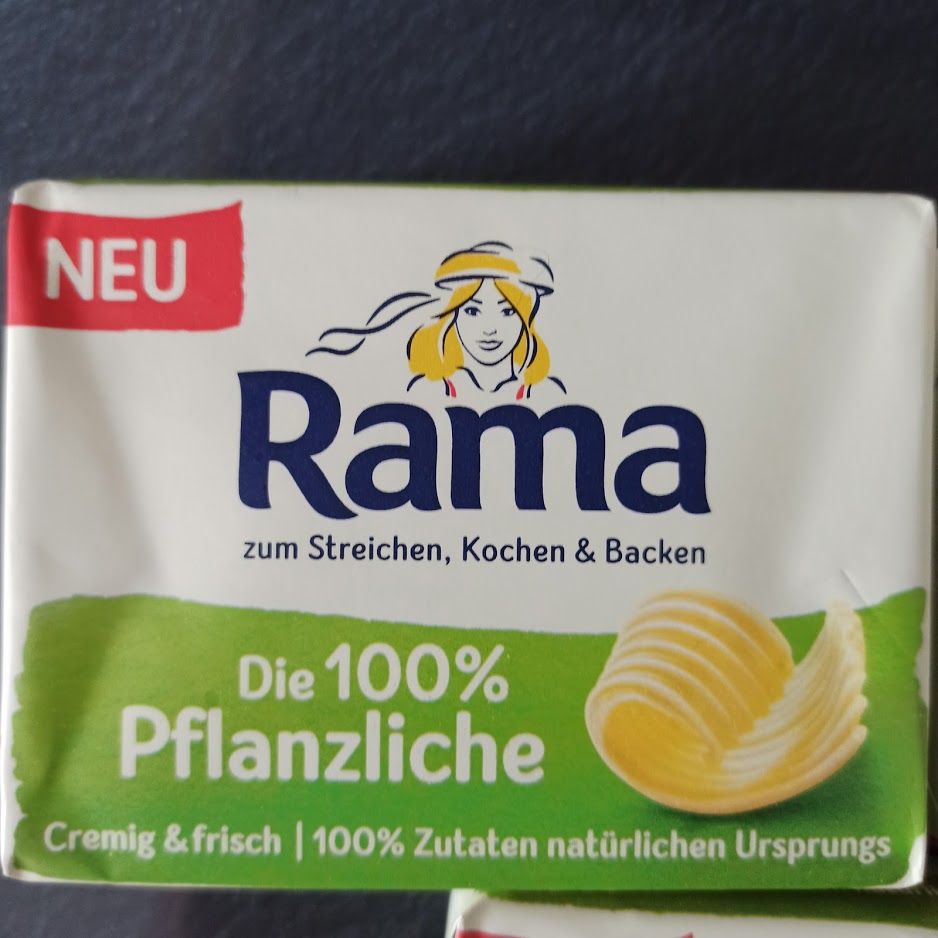 NEU
Rama
zum Streichen, Kochen & Backen
Die 100%
Pflanzliche
Cremig & frisch | 100% Zutaten natürlichen Ursprungs